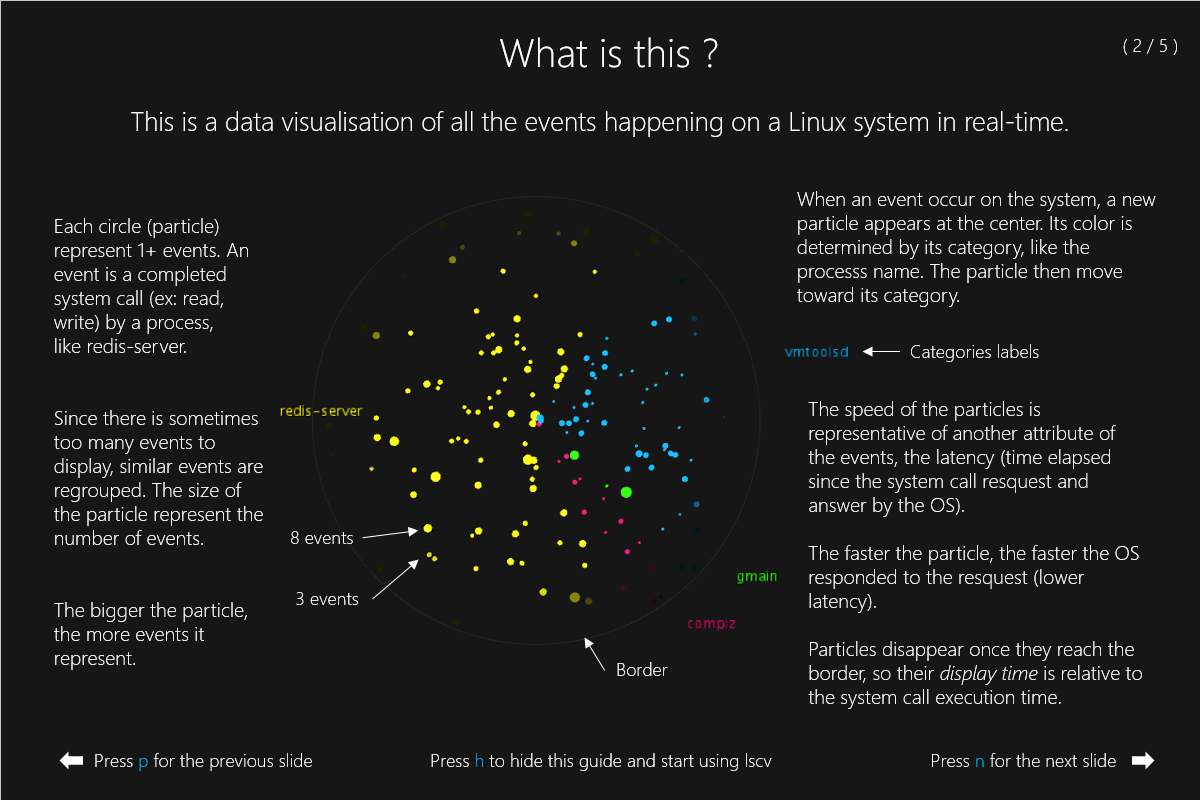 What is this ?
( 2 / 5 )
This is a data visualisation of all the events happening on a Linux system in real-time.
Each circle (particle)
represent 1+ events. An
event is a completed
system call (ex: read,
write) by a process,
like redis-server.
Since there is sometimes
too many events to
display, similar events are
regrouped. The size of
the particle represent the
number of events.
The bigger the particle,
the more events it
represent.
redis-server
8 events
3 events
Border
vmtoolsd
Categories labels
gmain
compiz
When an event occur on the system, a new
particle appears at the center. Its color is
determined by its category, like the
processs name. The particle then move
toward its category.
The speed of the particles is
representative of another attribute of
the events, the latency (time elapsed
since the system call resquest and
answer by the OS).
The faster the particle, the faster the OS
responded to the resquest (lower
latency).
Particles disappear once they reach the
border, so their display time is relative to
the system call execution time.
Press p for the previous slide
Press h to hide this guide and start using lscv
Press n for the next slide